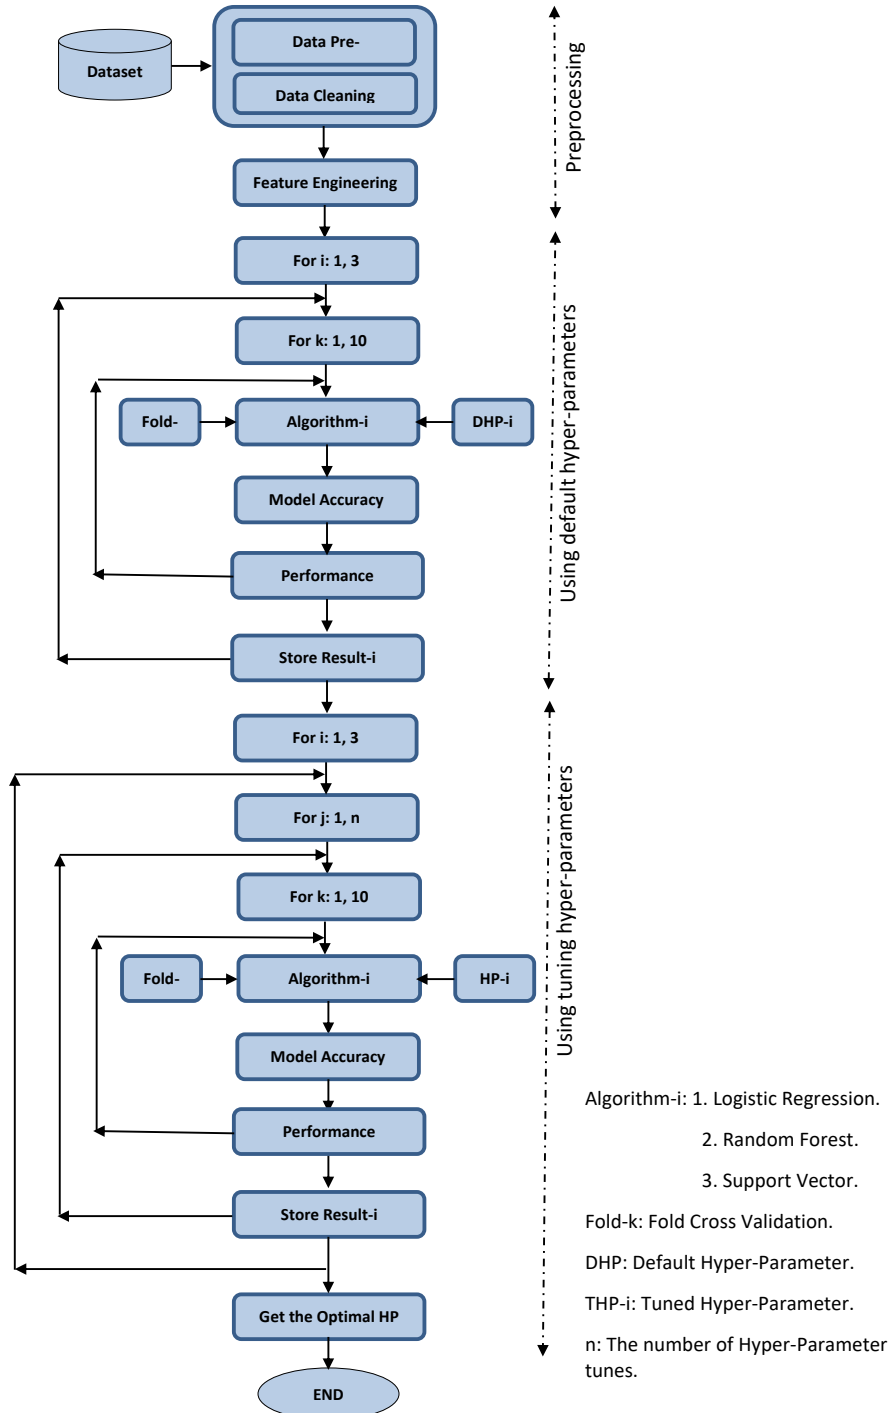 Data Pre-
Dataset
Data Cleaning
Feature Engineering
Preprocessing
For i: 1, 3
For k: 1, 10
Fold-
Algorithm-i
DHP-i
Model Accuracy
Performance
Store Result-i
Using default hyper-parameters
For i: 1, 3
For j: 1, n
For k: 1, 10
Fold-
Algorithm-i
HP-i
Model Accuracy
Performance
Store Result-i
Get the Optimal HP
END
Using tuning hyper-parameters
Algorithm-i: 1. Logistic Regression.
2. Random Forest.
3. Support Vector.
Fold-k: Fold Cross Validation.
DHP: Default Hyper-Parameter.
THP-i: Tuned Hyper-Parameter.
n: The number of Hyper-Parameter
tunes.